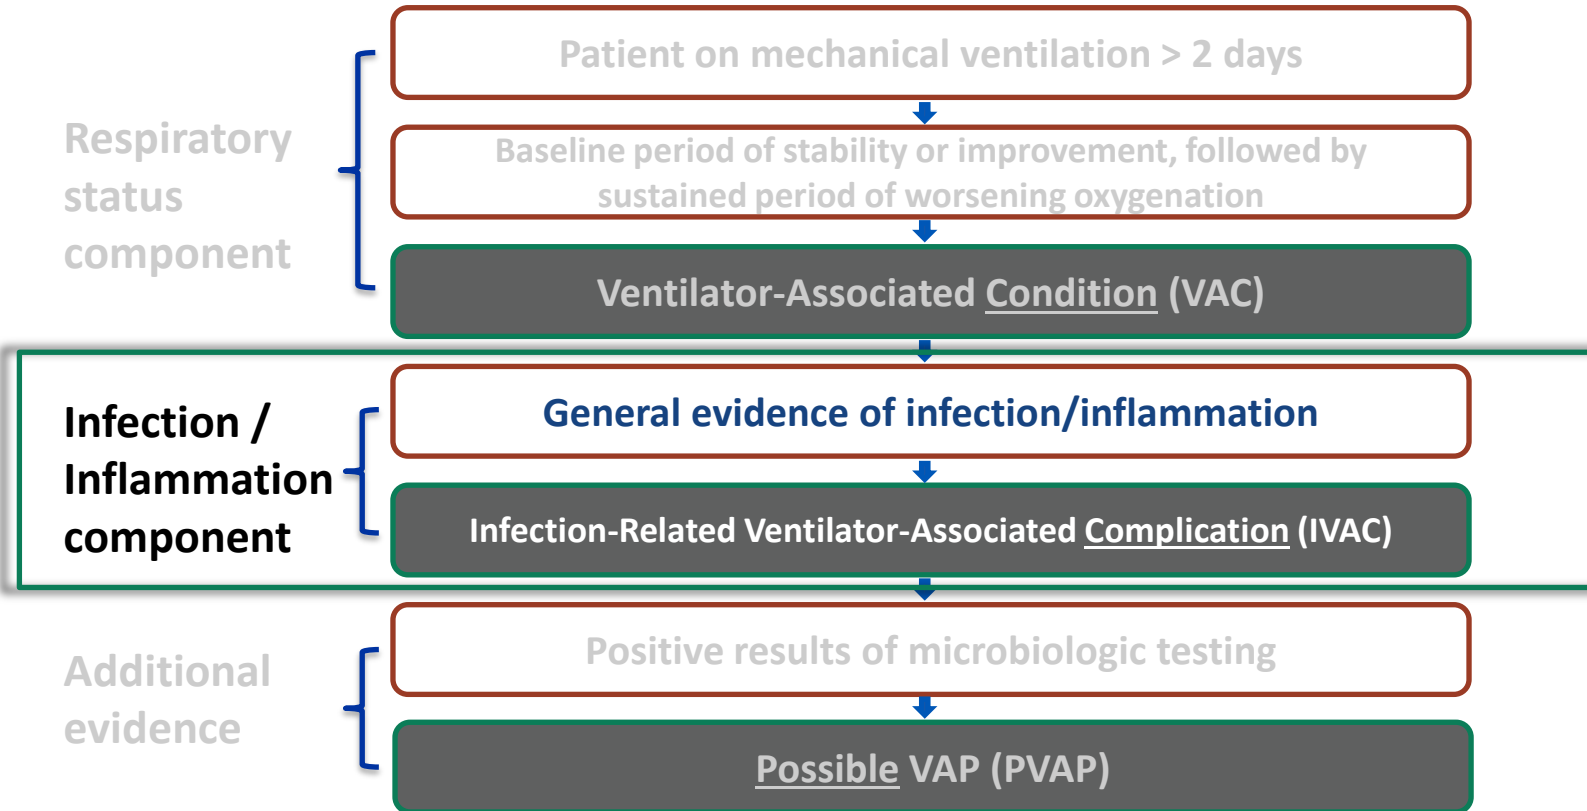 Respiratory
status
component
Patient on mechanical ventilation > 2 days
Baseline period of stability or improvement, followed by
sustained period of worsening oxygenation
Ventilator-Associated Condition (VAC)
Infection /
Inflammation
component
General evidence of infection/inflammation
Infection-Related Ventilator-Associated Complication (IVAC)
Additional
evidence
Positive results of microbiologic testing
Possible VAP (PVAP)